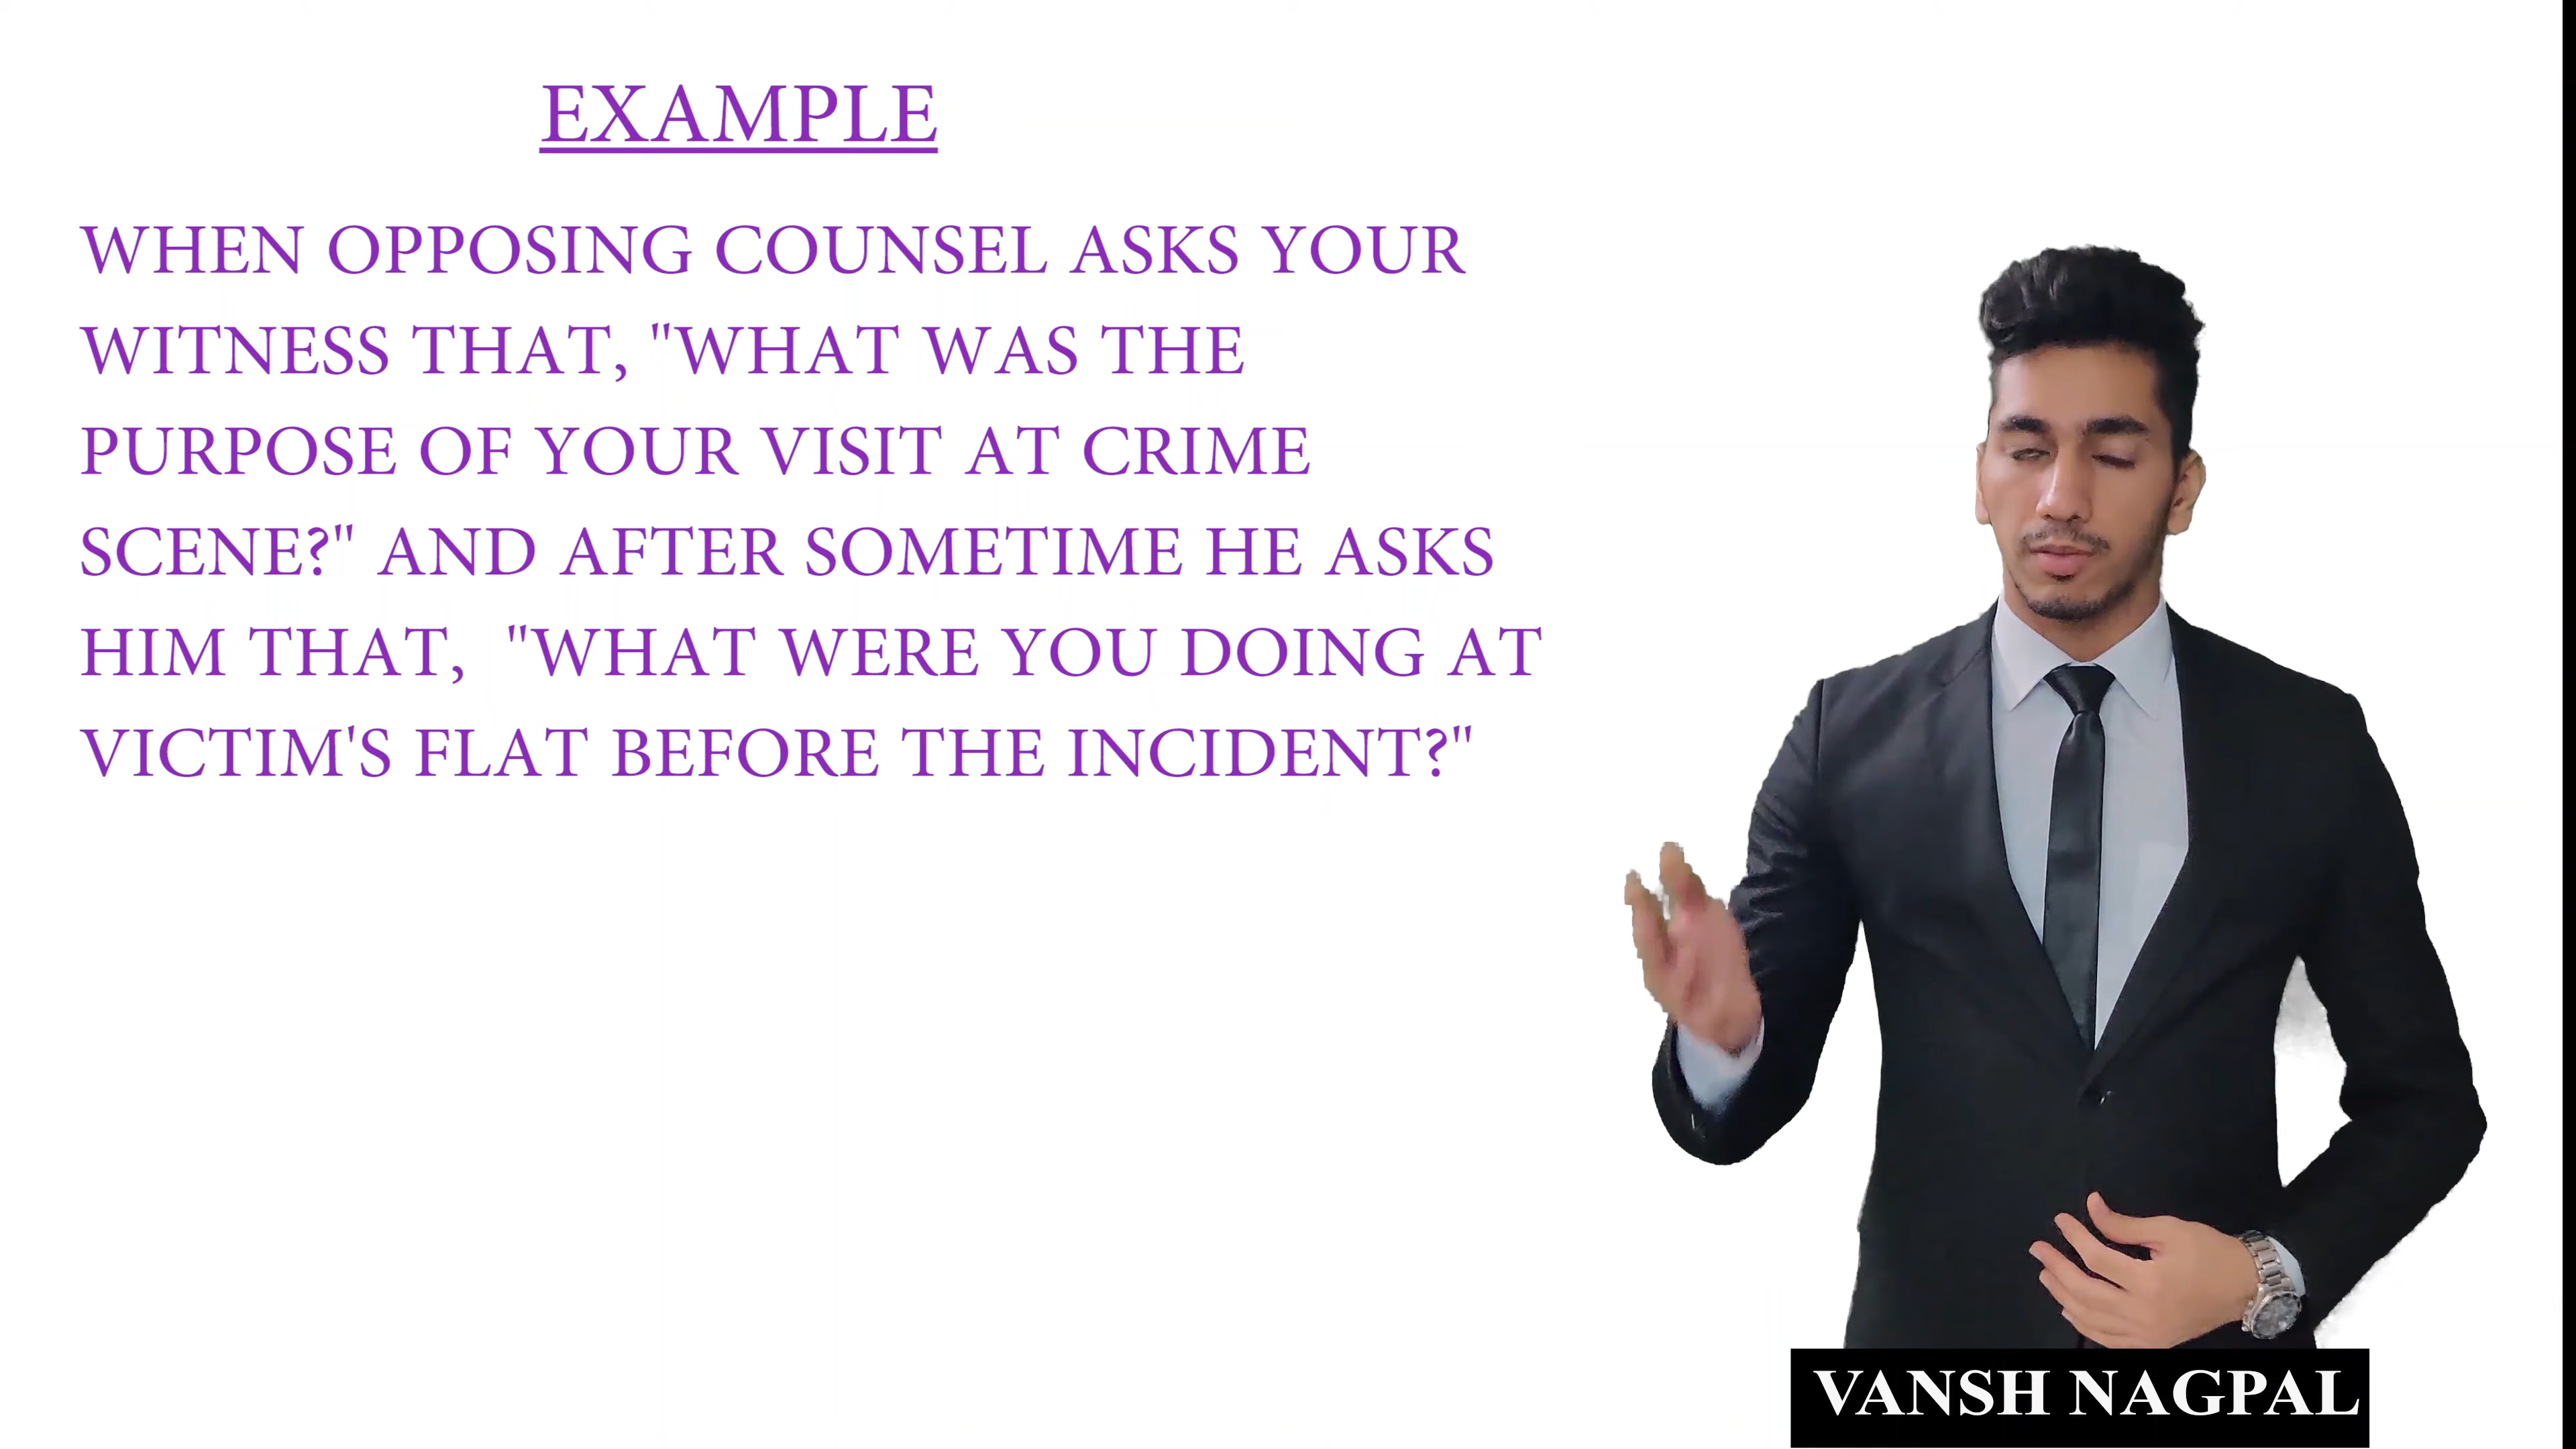 EXAMPLE
WHEN OPPOSING COUNSEL ASKS YOUR
WITNESS THAT, "WHAT WAS THE
PURPOSE OF YOUR VISIT AT CRIME
SCENE?" AND AFTER SOMETIME HE ASKS
HIM THAT, "WHAT WERE YOU DOING AT
VICTIM'S FLAT BEFORE THE INCIDENT?"
VANSH NAGPAL